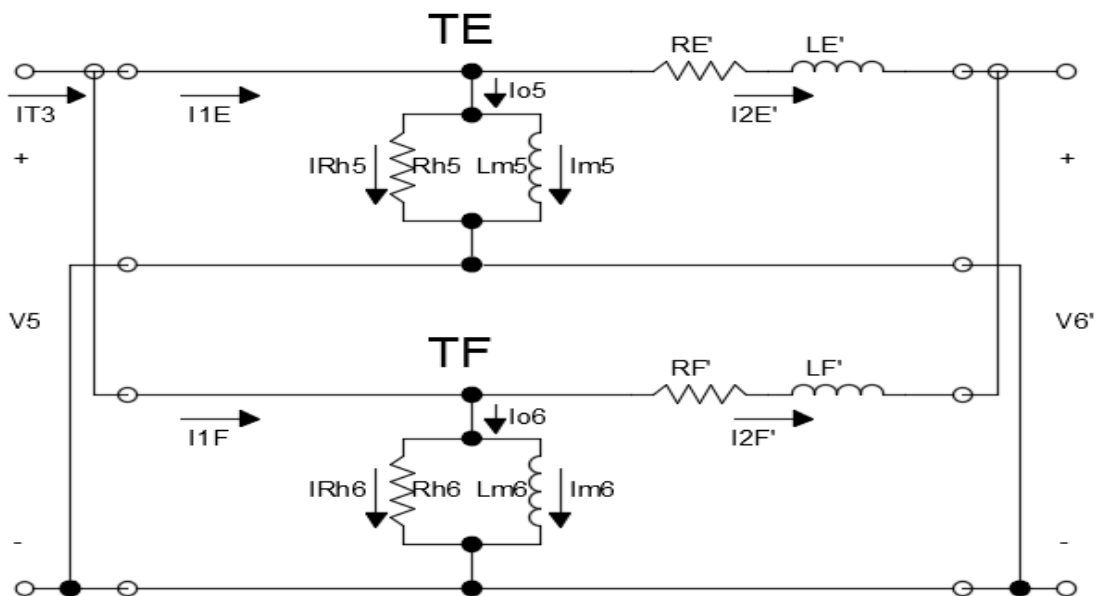 TE
RE' LE'
Io5
IT3 I1E I2E'
+ IRh5 Rh5 Lm5 Im5 +
V5 V6'
TF
RF' LF'
Io6
I1F I2F'
IRh6 Rh6 Lm6 Im6
- -